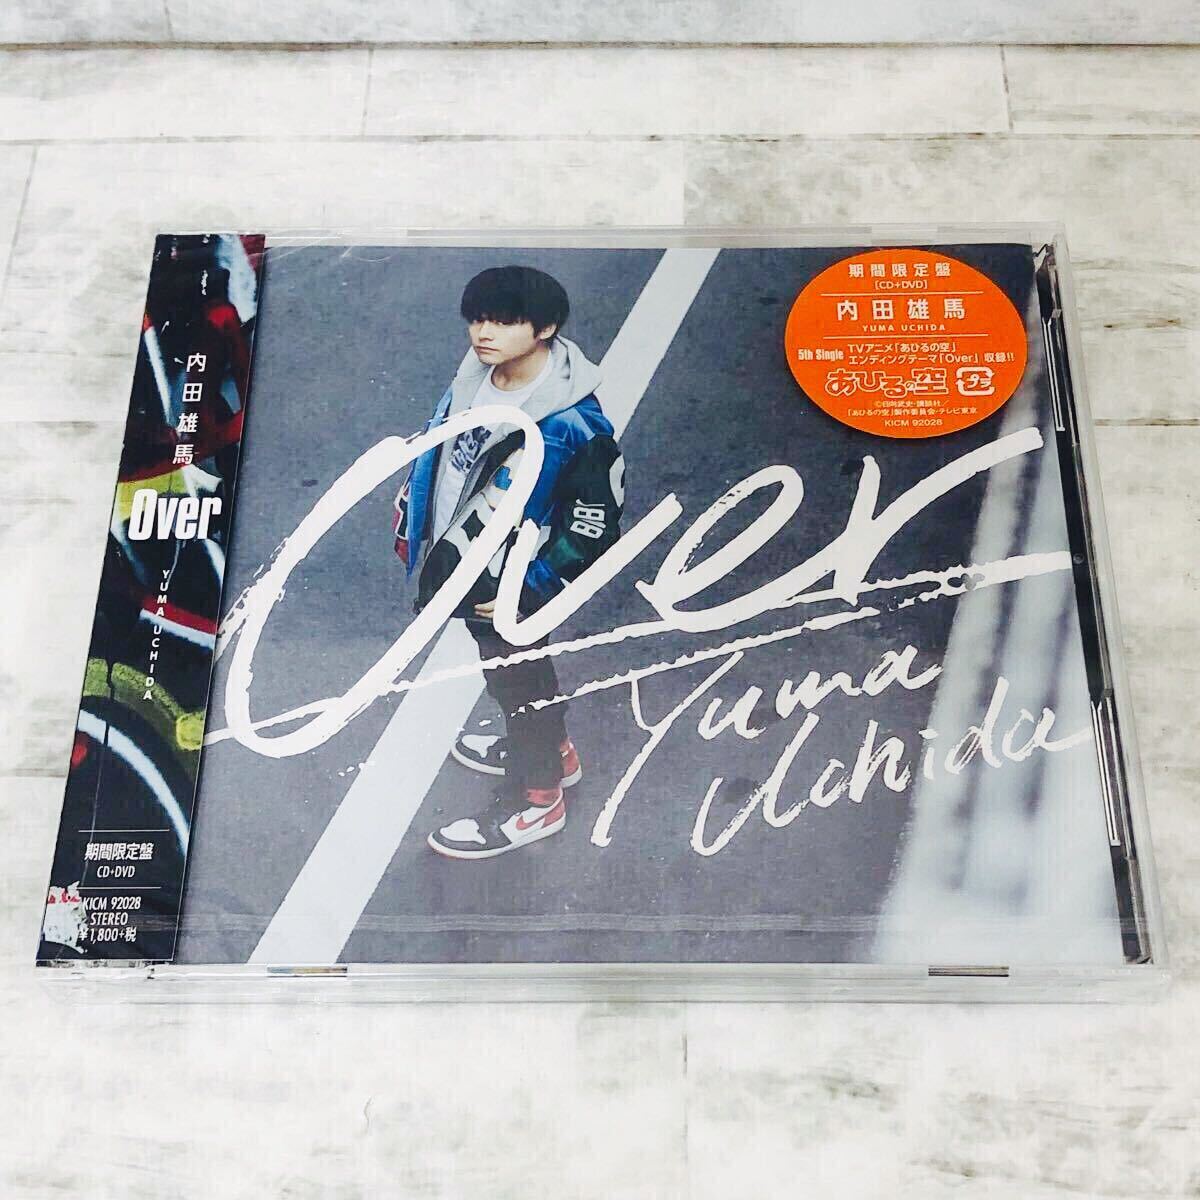 内田雄馬
Over
YUMA UCHIDA
期間限定盤
CD+DVD
KICM 92028
STEREO
¥1,800+税
Over
Yuma
Uchida
B/B/
期間限定盤
[CD+DVD]
内田雄馬
YUMA UCHIDA
5th Single
TVアニメ「あひるの空」
エンディングテーマ「Over」収録!!
あひるの空
プラ
©日向武史・講談社/
「あひるの空」製作委員会・テレビ東京
KICM 92028